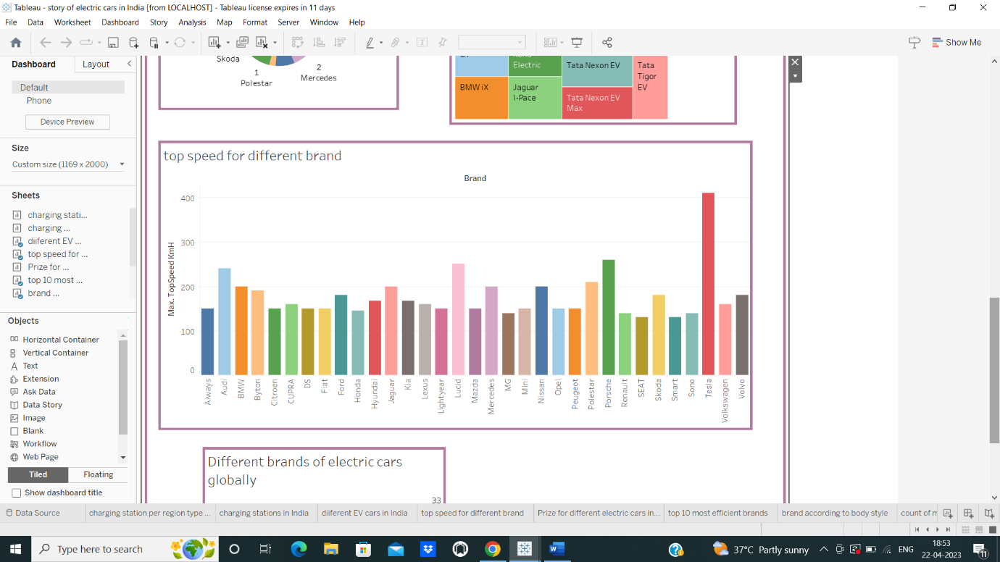 Tableau - story of electric cars in India [from LOCALHOST] - Tableau license expires in 11 days
File Data Worksheet Dashboard Story Analysis Map Format Server Window Help
Show Me
Dashboard Layout
Default
Phone
Device Preview
Size
Custom size (1169 x 2000)
Sheets
charging stati...
charging ...
diiferent EV ...
top speed for ...
Prize for ...
top 10 most ...
brand ...
Objects
Horizontal Container
Vertical Container
Text
Extension
Ask Data
Data Story
Image
Blank
Workflow
Web Page
Tiled Floating
Show dashboard title
Skoda
1
Polestar
2
Mercedes
Electric
BMW iX
Jaguar
I-Pace
Tata Nexon EV
Tata Nexon EV
Max
Tata
Tigor
EV
top speed for different brand
Brand
Max. TopSpeed KmH
400
300
200
100
0
Aiways
Audi
BMW
Byton
Citroen
CUPRA
DS
Fiat
Ford
Honda
Hyundai
Jaguar
Kia
Lexus
Lightyear
Lucid
Mazda
Mercedes
MG
Mini
Nissan
Opel
Peugeot
Polestar
Porsche
Renault
SEAT
Skoda
Smart
Sono
Tesla
Volkswagen
Volvo
Different brands of electric cars
globally
33
Data Source charging station per region type ... charging stations in India diiferent EV cars in India top speed for different brand Prize for different electric cars in... top 10 most efficient brands brand according to body style count of m
Type here to search
37°C Partly sunny
ENG
18:53
22-04-2023
11